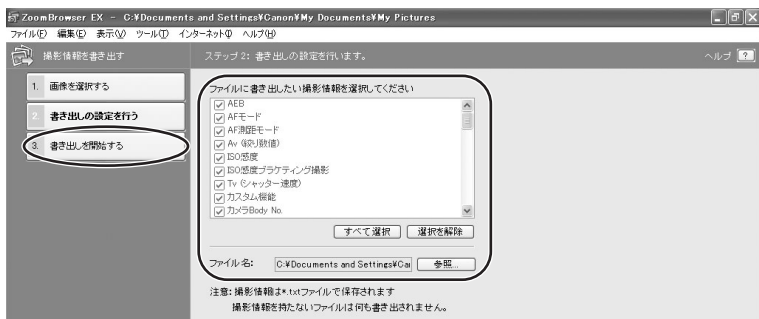 ZoomBrowser EX - C:¥Documents and Settings¥Canon¥My Documents¥My Pictures
ファイル(F) 編集(E) 表示(V) ツール(T) インターネット(I) ヘルプ(H)
撮影情報を書き出す
ステップ2: 書き出しの設定を行います。
ヘルプ ?
1. 画像を選択する
2. 書き出しの設定を行う
3. 書き出しを開始する
ファイルに書き出したい撮影情報を選択してください
AEB
AFモード
AF測距モード
Av (絞り数値)
ISO感度
ISO感度ブラケティング撮影
Tv (シャッター速度)
カスタム機能
カメラBody No.
すべて選択 選択を解除
ファイル名: C:¥Documents and Settings¥Ca 参照...
注意: 撮影情報は*.txtファイルで保存されます
撮影情報を持たないファイルは何も書き出されません。